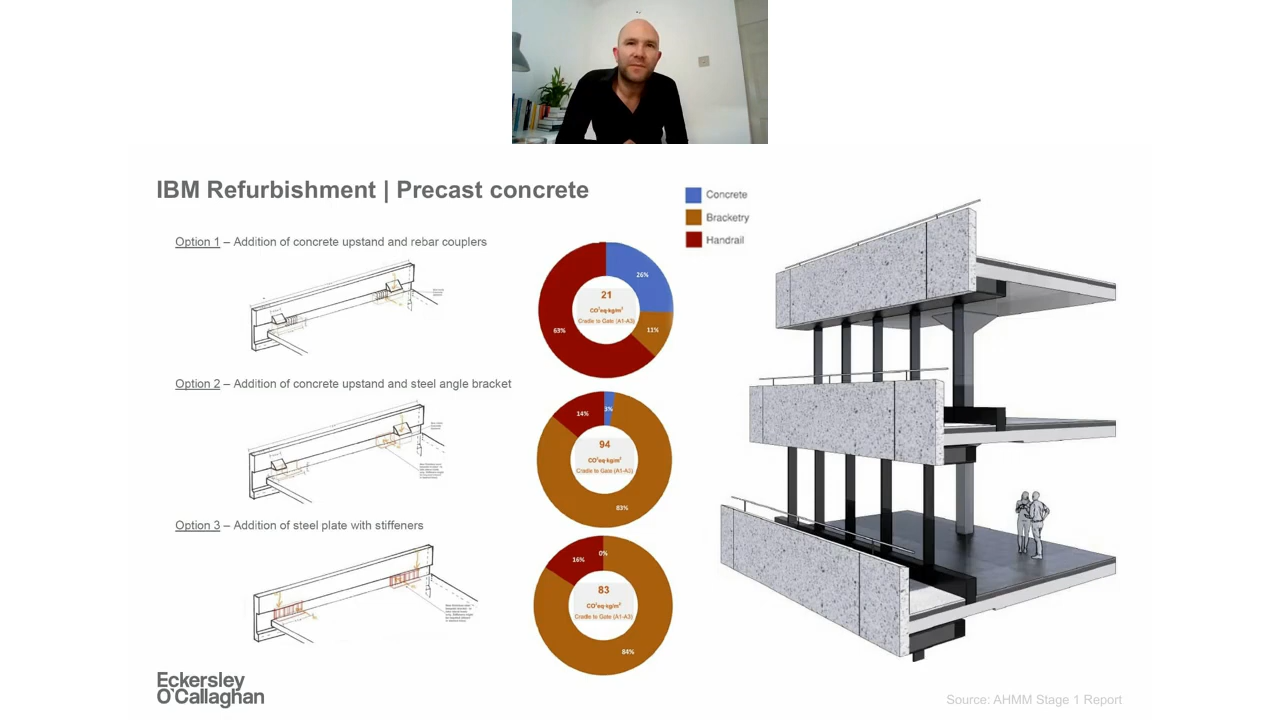 IBM Refurbishment | Precast concrete
Concrete
Bracketry
Handrail
Option 1 – Addition of concrete upstand and rebar couplers
26%
11%
63%
21
CO²eq·kg/m²
Cradle to Gate (A1-A3)
Option 2 – Addition of concrete upstand and steel angle bracket
14%
3%
83%
94
CO²eq·kg/m²
Cradle to Gate (A1-A3)
Option 3 – Addition of steel plate with stiffeners
16%
0%
84%
83
CO²eq·kg/m²
Cradle to Gate (A1-A3)
Eckersley
O'Callaghan
Source: AHMM Stage 1 Report